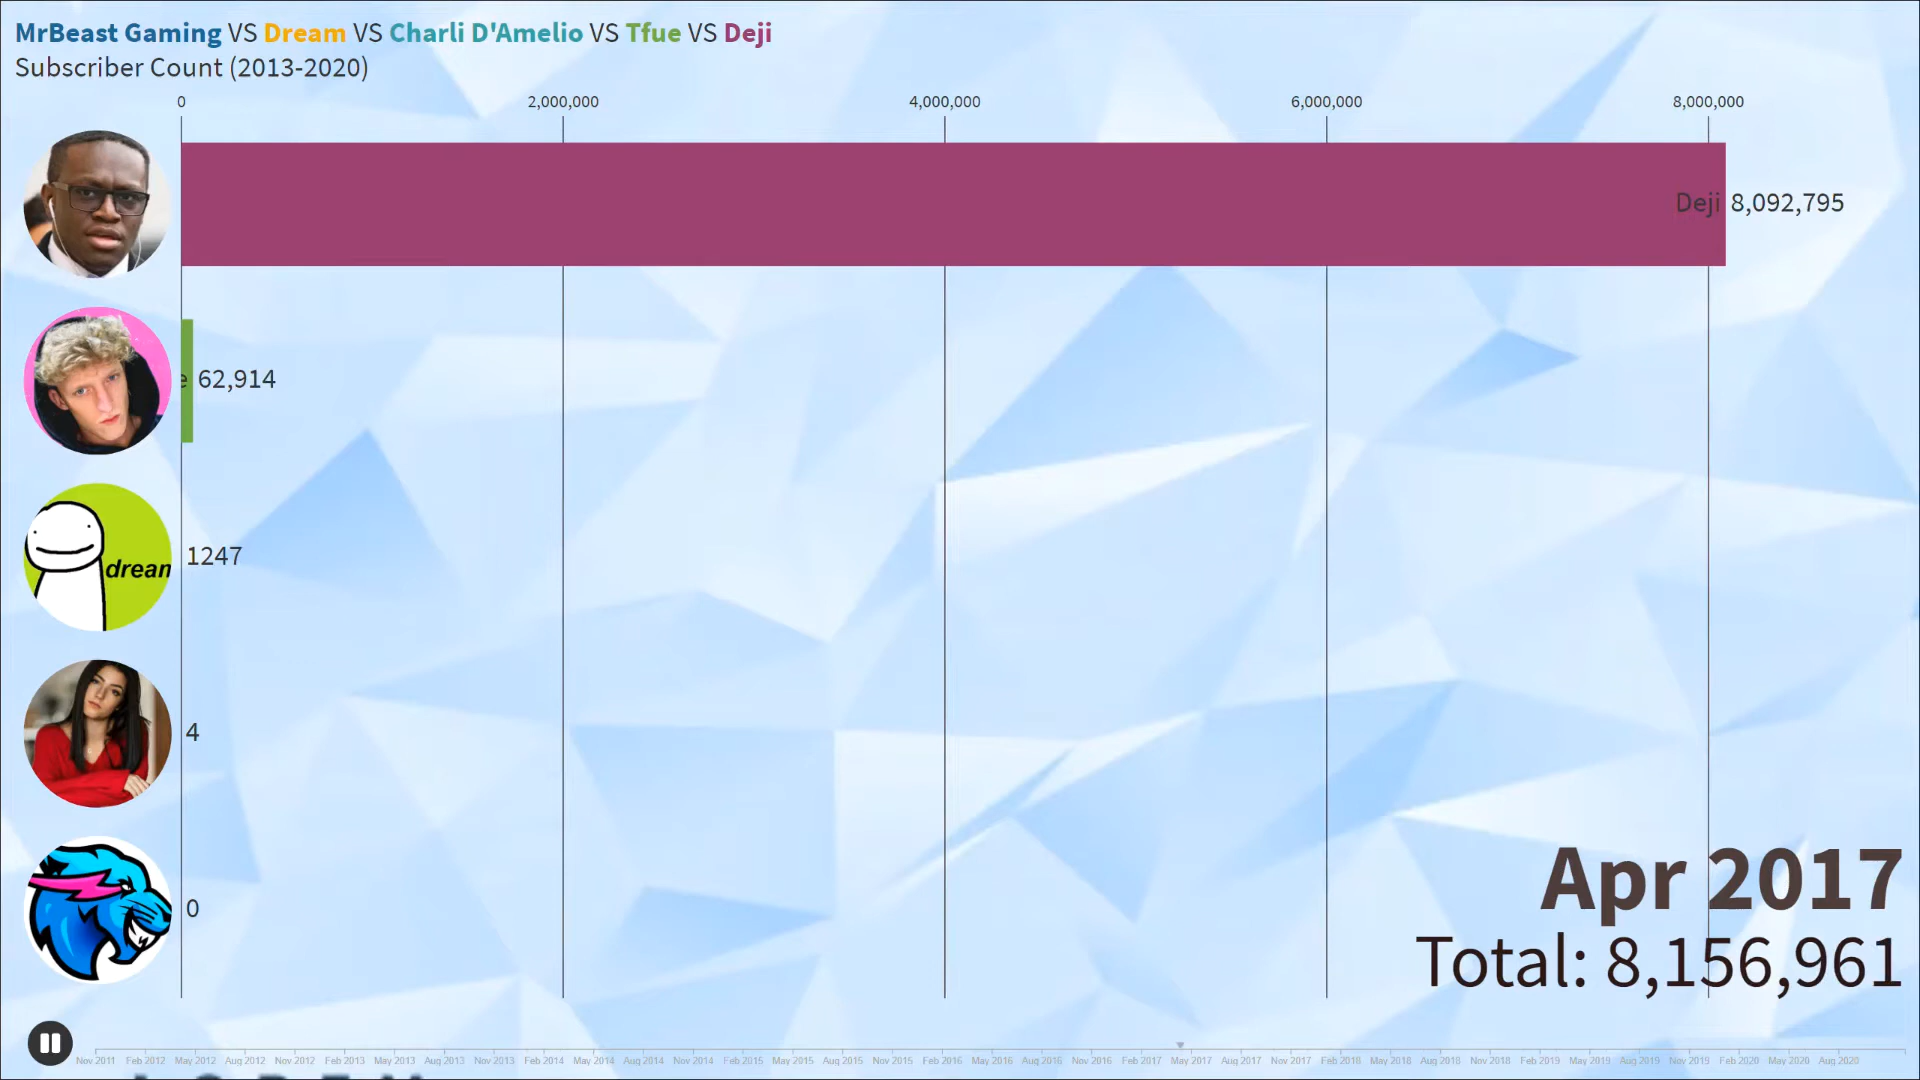 MrBeast Gaming VS Dream VS Charli D'Amelio VS Tfue VS Deji
Subscriber Count (2013-2020)
0 2,000,000 4,000,000 6,000,000 8,000,000
Deji 8,092,795
e 62,914
drean
1247
4
0
Apr 2017
Total: 8,156,961
Nov 2011 Feb 2012 May 2012 Aug 2012 Nov 2012 Feb 2013 May 2013 Aug 2013 Nov 2013 Feb 2014 May 2014 Aug 2014 Nov 2014 Feb 2015 May 2015 Aug 2015 Nov 2015 Feb 2016 May 2016 Aug 2016 Nov 2016 Feb 2017 May 2017 Aug 2017 Nov 2017 Feb 2018 May 2018 Aug 2018 Nov 2018 Feb 2019 May 2019 Aug 2019 Nov 2019 Feb 2020 May 2020 Aug 2020